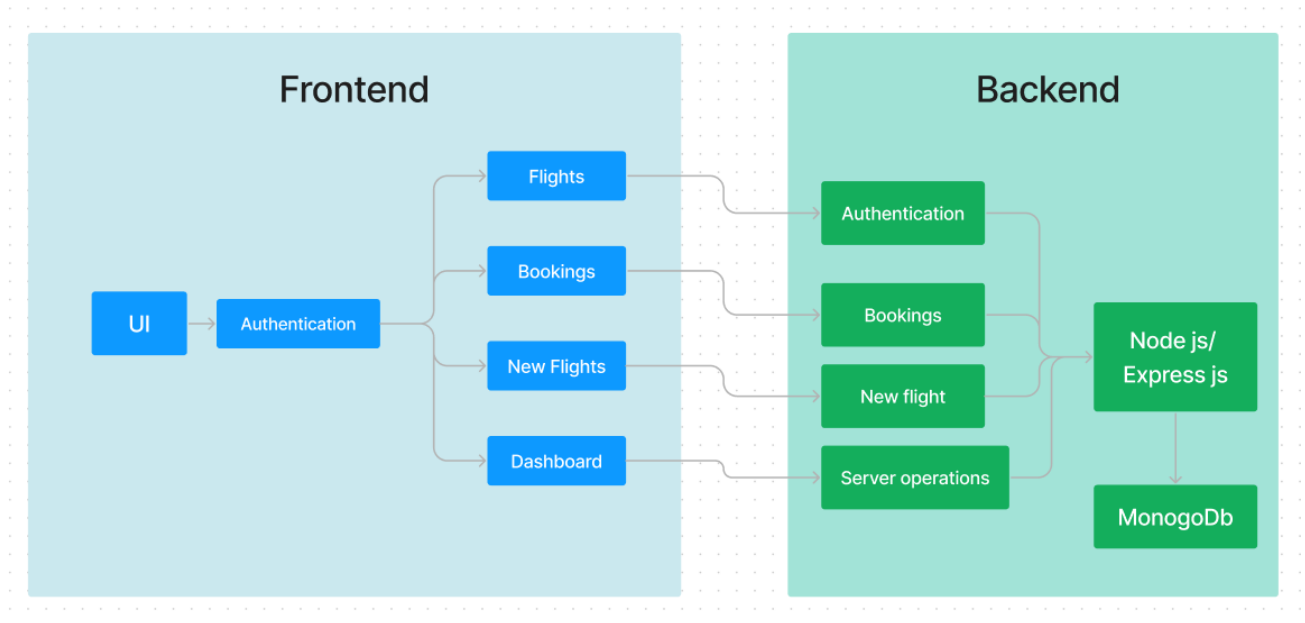 Frontend
UI
Authentication
Flights
Bookings
New Flights
Dashboard
Backend
Authentication
Bookings
New flight
Server operations
Node js/
Express js
MonogoDb